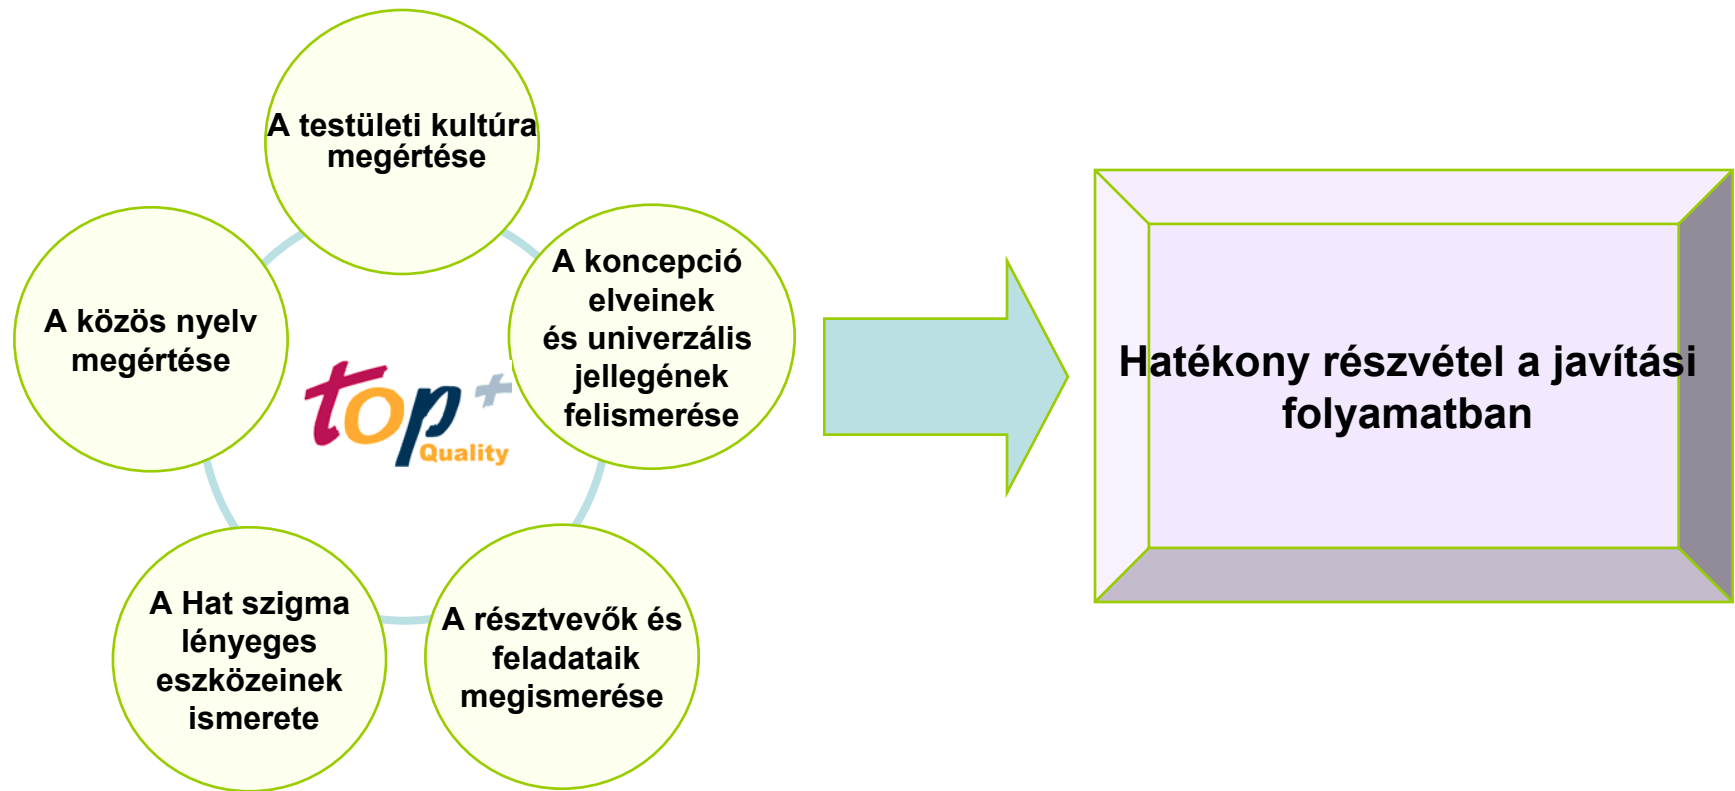 A testületi kultúra
megértése
A koncepció
elveinek
és univerzális
jellegének
felismerése
A közös nyelv
megértése
top+
Quality
A Hat szigma
lényeges
eszközeinek
ismerete
A résztvevők és
feladataik
megismerése
Hatékony részvétel a javítási
folyamatban